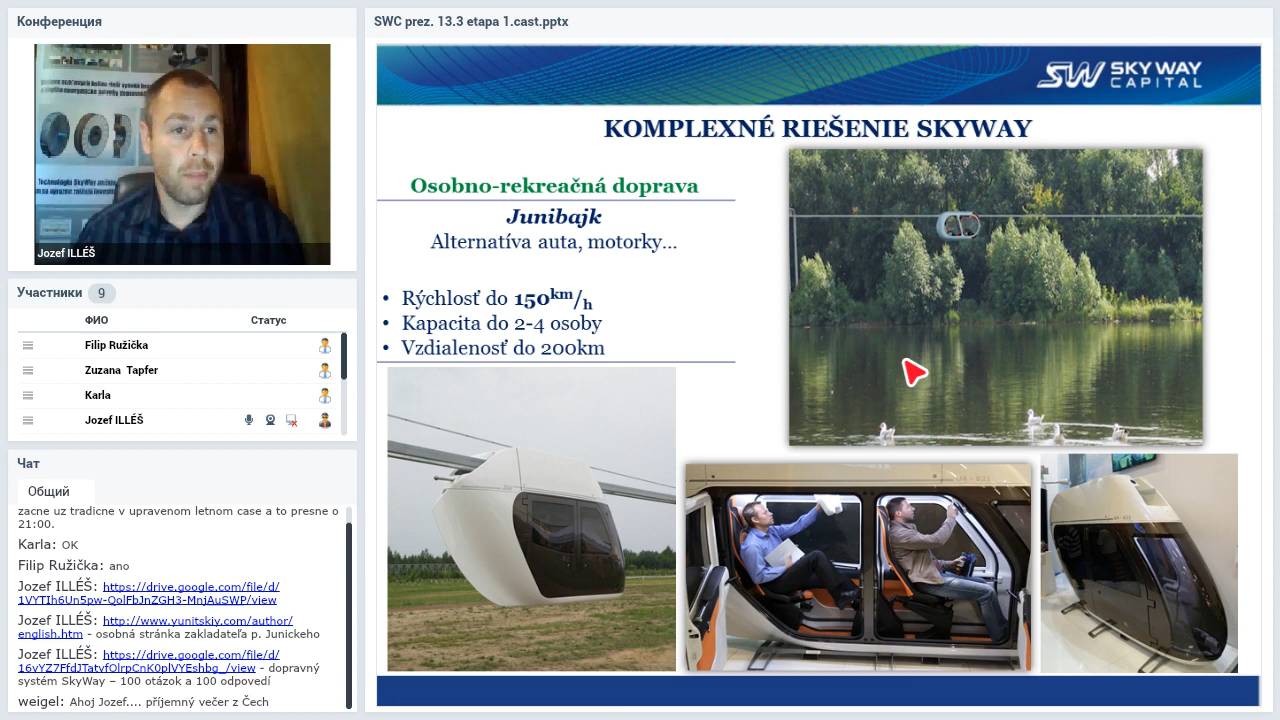 Конференция
Jozef ILLÉŠ
Участники 9
ФИО Статус
Filip Ružička
Zuzana Tapfer
Karla
Jozef ILLÉŠ
Чат
Общий
zacne uz tradicne v upravenom letnom case a to presne o
21:00.
Karla: OK
Filip Ružička: ano
Jozef ILLÉŠ: https://drive.google.com/file/d/
1VYTIh6Un5pw-QolFbJnZGH3-MnjAuSWP/view
Jozef ILLÉŠ: http://www.yunitskiy.com/author/
english.htm - osobná stránka zakladateľa p. Junickeho
Jozef ILLÉŠ: https://drive.google.com/file/d/
16vYZ7FfdJTatvfOlrpCnK0plVYEshbg_/view - dopravný
systém SkyWay – 100 otázok a 100 odpovedí
weigel: Ahoj Jozef.... příjemný večer z Čech
SWC prez. 13.3 etapa 1.cast.pptx
SW SKY WAY
CAPITAL
KOMPLEXNÉ RIEŠENIE SKYWAY
Osobno-rekreačná doprava
Junibajk
Alternatíva auta, motorky...
• Rýchlosť do 150km/h
• Kapacita do 2-4 osoby
• Vzdialenosť do 200km